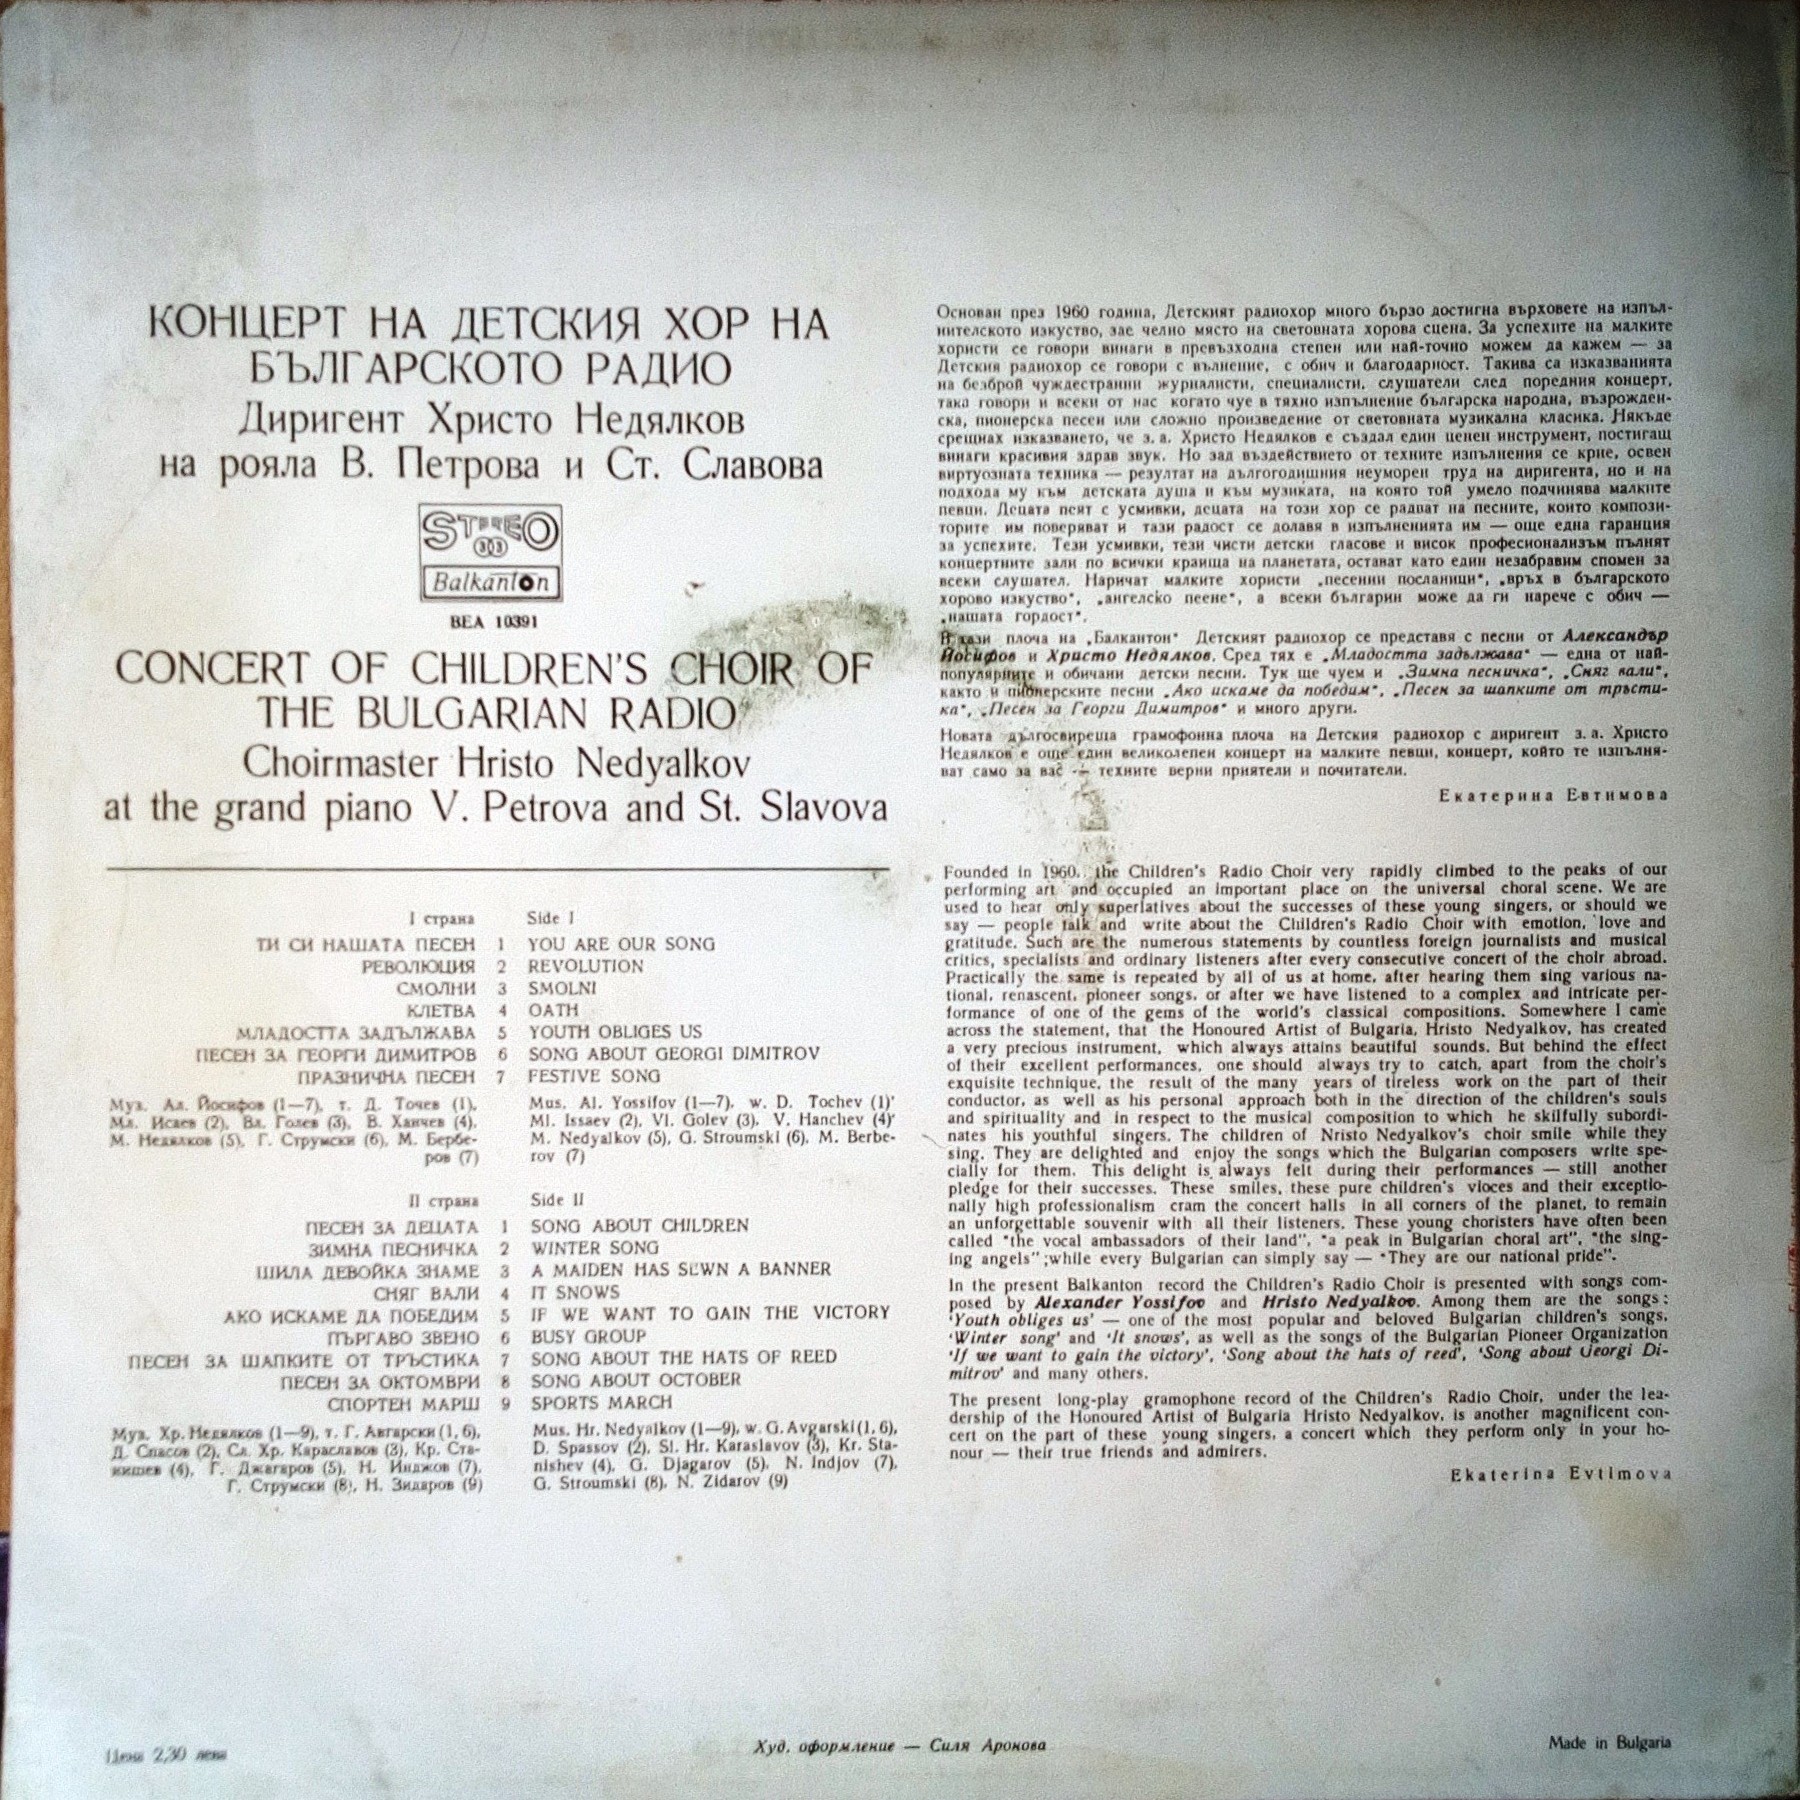 КОНЦЕРТ НА ДЕТСКИЯ ХОР НА
БЪЛГАРСКОТО РАДИО
Диригент Христо Недялков
на рояла В. Петрова и Ст. Славова
STEREO
33
Balkanton
ВЕА 10391
CONCERT OF CHILDREN'S CHOIR OF
THE BULGARIAN RADIO
Choirmaster Hristo Nedyalkov
at the grand piano V. Petrova and St. Slavova
I страна Side I
ТИ СИ НАШАТА ПЕСЕН 1 YOU ARE OUR SONG
РЕВОЛЮЦИЯ 2 REVOLUTION
СМОЛНИ 3 SMOLNI
КЛЕТВА 4 OATH
МЛАДОСТТА ЗАДЪЛЖАВА 5 YOUTH OBLIGES US
ПЕСЕН ЗА ГЕОРГИ ДИМИТРОВ 6 SONG ABOUT GEORGI DIMITROV
ПРАЗНИЧНА ПЕСЕН 7 FESTIVE SONG
Муз. Ал. Йосифов (1—7), т. Д. Точев (1),
Мл. Исаев (2), Вл. Голев (3), В. Ханчев (4),
М. Недялков (5), Г. Струмски (6), М. Бербе-
ров (7)
Mus. Al. Yossifov (1—7), w. D. Tochev (1)'
Ml. Issaev (2), Vl. Golev (3), V. Hanchev (4)'
M. Nedyalkov (5), G. Stroumski (6), M. Berbe-
rov (7)
II страна Side II
ПЕСЕН ЗА ДЕЦАТА 1 SONG ABOUT CHILDREN
ЗИМНА ПЕСНИЧКА 2 WINTER SONG
ШИЛА ДЕВОЙКА ЗНАМЕ 3 A MAIDEN HAS SEWN A BANNER
СНЯГ ВАЛИ 4 IT SNOWS
АКО ИСКАМЕ ДА ПОБЕДИМ 5 IF WE WANT TO GAIN THE VICTORY
ПЪРГАВО ЗВЕНО 6 BUSY GROUP
ПЕСЕН ЗА ШАПКИТЕ ОТ ТРЪСТИКА 7 SONG ABOUT THE HATS OF REED
ПЕСЕН ЗА ОКТОМВРИ 8 SONG ABOUT OCTOBER
СПОРТЕН МАРШ 9 SPORTS MARCH
Муз. Хр. Недялков (1—9), т. Г. Авгарски (1, 6),
Д. Спасов (2), Сл. Хр. Караславов (3), Кр. Ста-
нишев (4), Г. Джагаров (5), Н. Инджов (7),
Г. Струмски (8), Н. Зидаров (9)
Mus. Hr. Nedyalkov (1—9), w. G. Avgarski (1, 6),
D. Spassov (2), Sl. Hr. Karaslavov (3), Kr. Sta-
nishev (4), G. Djagarov (5), N. Indjov (7),
G. Stroumski (8), N. Zidarov (9)
Основан през 1960 година, Детският радиохор много бързо достигна върховете на изпъл-
нителското изкуство, зае челно място на световната хорова сцена. За успехите на малките
хористи се говори винаги в превъзходна степен или най-точно можем да кажем — за
Детския радиохор се говори с вълнение, с обич и благодарност. Такива са изказванията
на безброй чуждестранни журналисти, специалисти, слушатели след поредния концерт,
така говори и всеки от нас когато чуе в тяхно изпълнение българска народна, възрожден-
ска, пионерска песен или сложно произведение от световната музикална класика. Някъде
срещнах изказването, че з. а. Христо Недялков е създал един ценен инструмент, постигащ
винаги красивия здрав звук. Но зад въздействието от техните изпълнения се крие, освен
виртуозната техника — резултат на дългогодишния неуморен труд на диригента, но и на
подхода му към детската душа и към музиката, на която той умело подчинява малките
певци. Децата пеят с усмивки, децата на този хор се радват на песните, които компози-
торите им поверяват и тази радост се долавя в изпълненията им — още една гаранция
за успехите. Тези усмивки, тези чисти детски гласове и висок професионализъм пълнят
концертните зали по всички краища на планетата, остават като един незабравим спомен за
всеки слушател. Наричат малките хористи „песенни посланици", „връх в българското
хорово изкуство", „ангелско пеене", а всеки българин може да ги нарече с обич —
„нашата гордост".
В тази плоча на „Балкантон" Детският радиохор се представя с песни от Александър
Йосифов и Христо Недялков. Сред тях е „Младостта задължава" — една от най-
популярните и обичани детски песни. Тук ще чуем и „Зимна песничка", „Сняг вали",
както и пионерските песни „Ако искаме да победим", „Песен за шапките от тръсти-
ка", „Песен за Георги Димитров" и много други.
Новата дългосвиреща грамофонна плоча на Детския радиохор с диригент з. а. Христо
Недялков е още един великолепен концерт на малките певци, концерт, който те изпълня-
ват само за вас — техните верни приятели и почитатели.
Екатерина Евтимова
Founded in 1960, the Children's Radio Choir very rapidly climbed to the peaks of our
performing art and occupied an important place on the universal choral scene. We are
used to hear only superlatives about the successes of these young singers, or should we
say — people talk and write about the Children's Radio Choir with emotion, love and
gratitude. Such are the numerous statements by countless foreign journalists and musical
critics, specialists and ordinary listeners after every consecutive concert of the choir abroad.
Practically the same is repeated by all of us at home, after hearing them sing various na-
tional, renascent, pioneer songs, or after we have listened to a complex and intricate per-
formance of one of the gems of the world's classical compositions. Somewhere I came
across the statement, that the Honoured Artist of Bulgaria, Hristo Nedyalkov, has created
a very precious instrument, which always attains beautiful sounds. But behind the effect
of their excellent performances, one should always try to catch, apart from the choir's
exquisite technique, the result of the many years of tireless work on the part of their
conductor, as well as his personal approach both in the direction of the children's souls
and spirituality and in respect to the musical composition to which he skilfully subordi-
nates his youthful singers. The children of Nristo Nedyalkov's choir smile while they
sing. They are delighted and enjoy the songs which the Bulgarian composers write spe-
cially for them. This delight is always felt during their performances — still another
pledge for their successes. These smiles, these pure children's vioces and their exceptio-
nally high professionalism cram the concert halls in all corners of the planet, to remain
an unforgettable souvenir with all their listeners. These young choristers have often been
called "the vocal ambassadors of their land", "a peak in Bulgarian choral art", "the sing-
ing angels" ;while every Bulgarian can simply say — "They are our national pride".
In the present Balkanton record the Children's Radio Choir is presented with songs com-
posed by Alexander Yossifov and Hristo Nedyalkov. Among them are the songs:
'Youth obliges us' — one of the most popular and beloved Bulgarian children's songs,
'Winter song' and 'It snows', as well as the songs of the Bulgarian Pioneer Organization
'If we want to gain the victory', 'Song about the hats of reed', 'Song about Georgi Di-
mitrov' and many others.
The present long-play gramophone record of the Children's Radio Choir, under the lea-
dership of the Honoured Artist of Bulgaria Hristo Nedyalkov, is another magnificent con-
cert on the part of these young singers, a concert which they perform only in your ho-
nour — their true friends and admirers.
Ekaterina Evtimova
Цена 2,30 лева
Худ. оформление — Силя Аронова
Made in Bulgaria